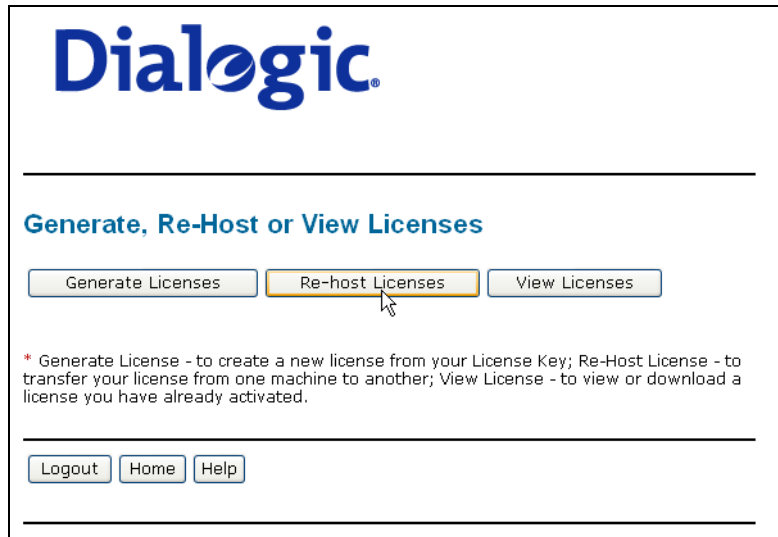 Dialogic®
Generate, Re-Host or View Licenses
Generate Licenses Re-host Licenses View Licenses
* Generate License - to create a new license from your License Key; Re-Host License - to
transfer your license from one machine to another; View License - to view or download a
license you have already activated.
Logout Home Help